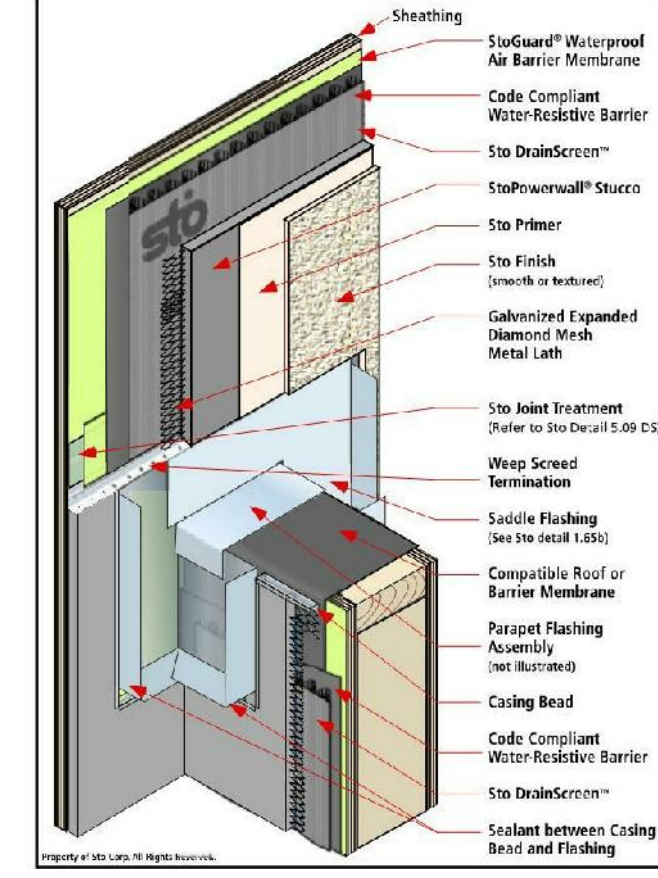 Sheathing
StoGuard® Waterproof
Air Barrier Membrane
Code Compliant
Water-Resistive Barrier
Sto DrainScreen™
StoPowerwall® Stucco
Sto Primer
Sto Finish
(smooth or textured)
Galvanized Expanded
Diamond Mesh
Metal Lath
Sto Joint Treatment
(Refer to Sto Detail 5.09 DS)
Weep Screed
Termination
Saddle Flashing
(See Sto detail 1.65b)
Compatible Roof or
Barrier Membrane
Parapet Flashing
Assembly
(not illustrated)
Casing Bead
Code Compliant
Water-Resistive Barrier
Sto DrainScreen™
Sealant between Casing
Bead and Flashing
sto
Property of Sto Corp. All Rights Reserved.